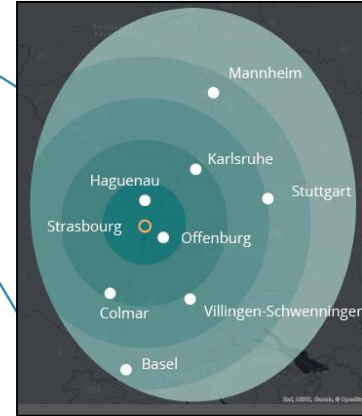 Mannheim
Karlsruhe
Haguenau
Stuttgart
Strasbourg
Offenburg
Colmar
Villingen-Schwenningen
Basel